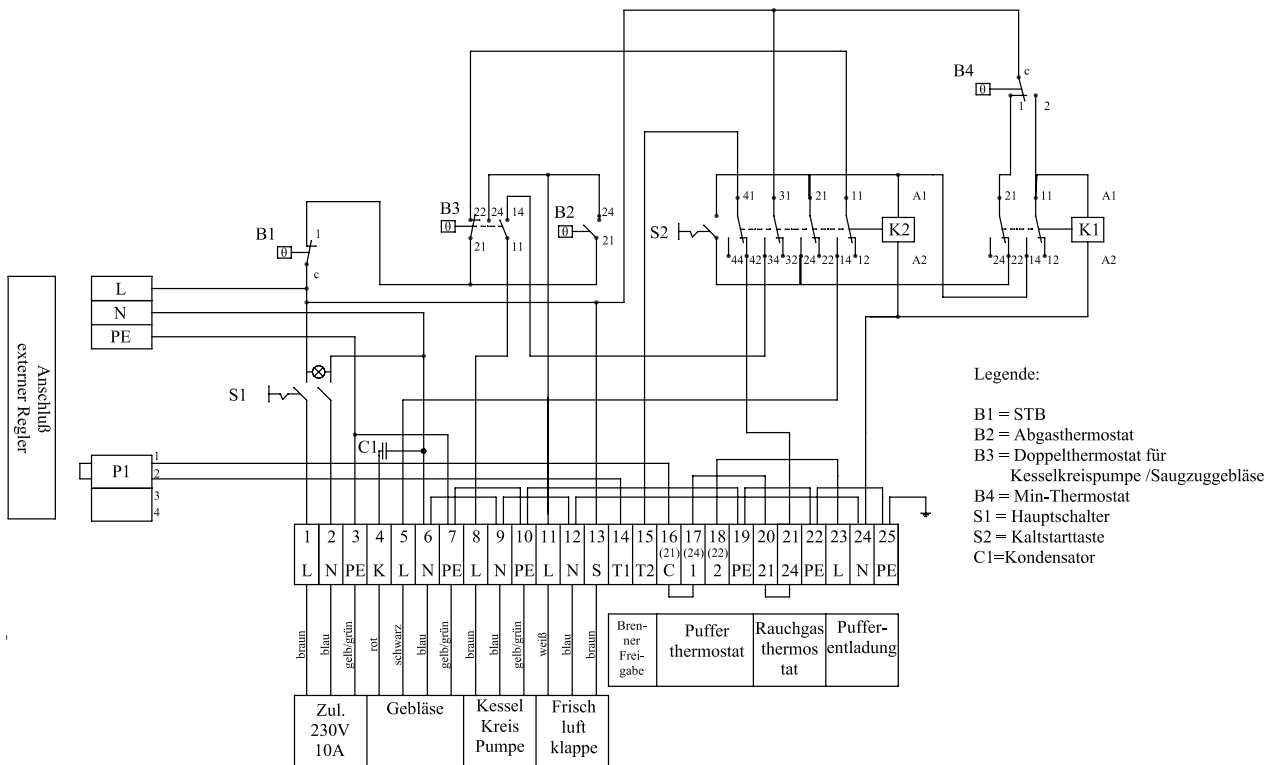 c
B4
θ
1 2
41 31 21 11 A1
21 11 A1
B3
22 24 14
θ
21 11
B2
24
θ
21
B1
1
θ
c
S2
K2
K1
44 42 34 32 24 22 14 12 A2
24 22 14 12 A2
L
N
PE
Anschluß
externer Regler
S1
C1
P1
1
2
3
4
Legende:
B1 = STB
B2 = Abgasthermostat
B3 = Doppelthermostat für
Kesselkreispumpe /Saugzuggebläse
B4 = Min-Thermostat
S1 = Hauptschalter
S2 = Kaltstarttaste
C1=Kondensator
1 2 3 4 5 6 7 8 9 10 11 12 13 14 15 16 17 18 19 20 21 22 23 24 25
(21) (24) (22)
L N PE K L N PE L N PE L N S T1 T2 C 1 2 PE 21 24 PE L N PE
braun blau gelb/grün rot schwarz blau gelb/grün braun blau gelb/grün weiß blau braun
Bren-
ner
Frei-
gabe
Puffer
thermostat
Rauchgas
thermos
tat
Puffer-
entladung
Zul.
230V
10A
Gebläse
Kessel
Kreis
Pumpe
Frisch
luft
klappe